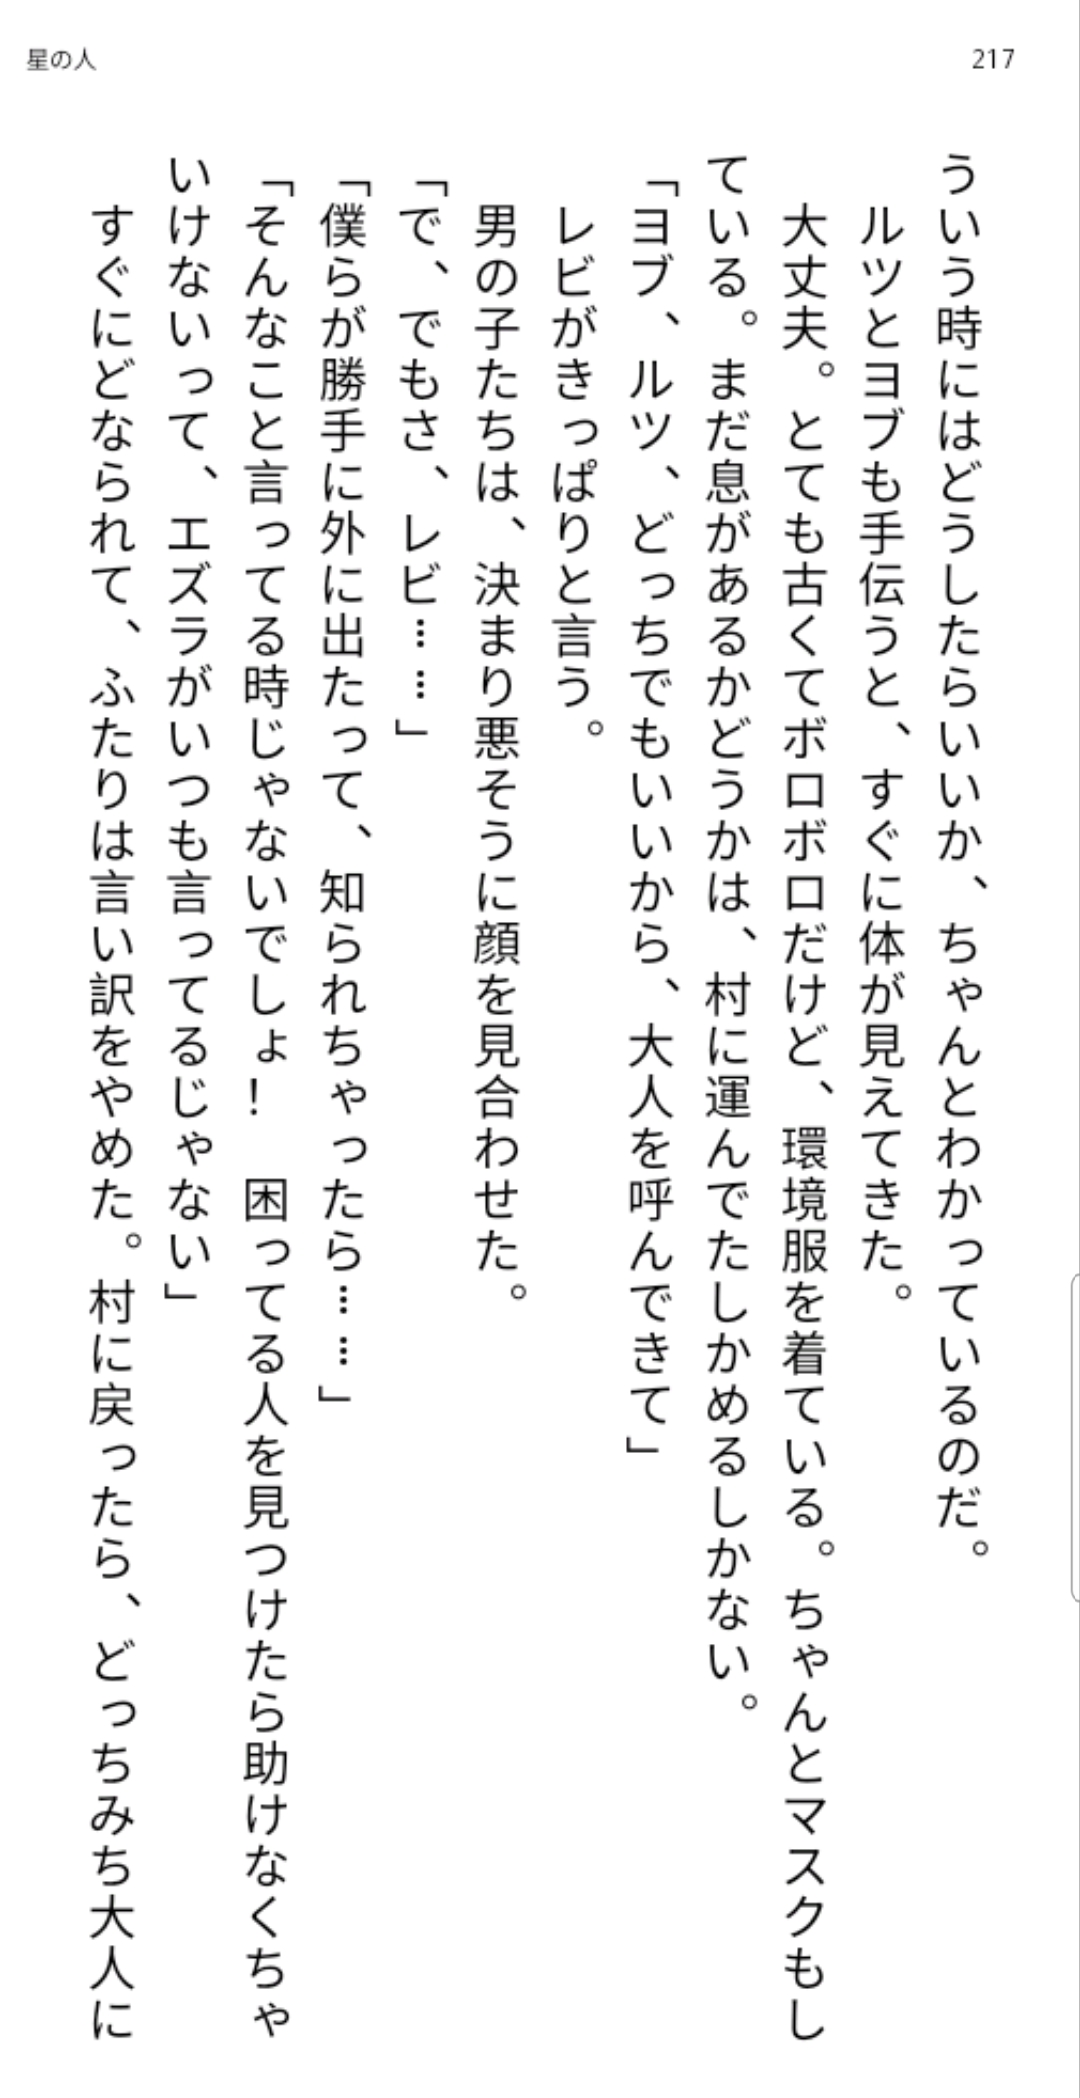 星の人
217
ういう時にはどうしたらいいか、ちゃんとわかっているのだ。
　ルツとヨブも手伝うと、すぐに体が見えてきた。
　大丈夫。とても古くてボロボロだけど、環境服を着ている。ちゃんとマスクもし
ている。まだ息があるかどうかは、村に運んでたしかめるしかない。
「ヨブ、ルツ、どっちでもいいから、大人を呼んできて」
　レビがきっぱりと言う。
　男の子たちは、決まり悪そうに顔を見合わせた。
「で、でもさ、レビ……」
「僕らが勝手に外に出たって、知られちゃったら……」
「そんなこと言ってる時じゃないでしょ！　困ってる人を見つけたら助けなくちゃ
いけないって、エズラがいつも言ってるじゃない」
　すぐにどなられて、ふたりは言い訳をやめた。村に戻ったら、どっちみち大人に